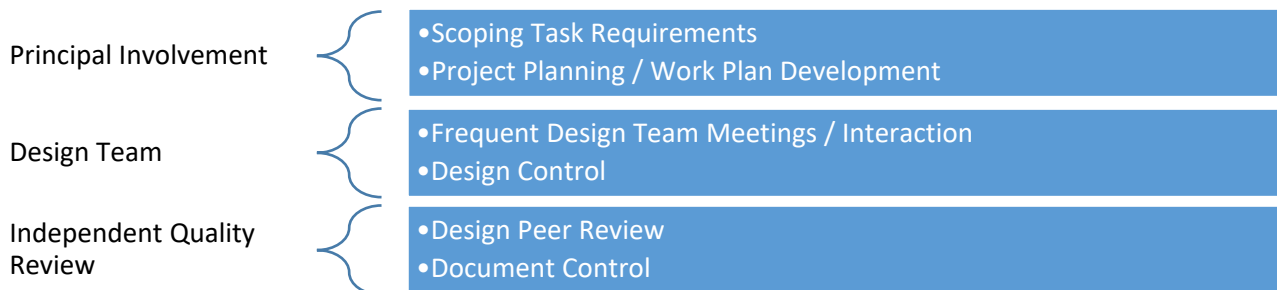 Principal Involvement
•Scoping Task Requirements
•Project Planning / Work Plan Development
Design Team
•Frequent Design Team Meetings / Interaction
•Design Control
Independent Quality
Review
•Design Peer Review
•Document Control